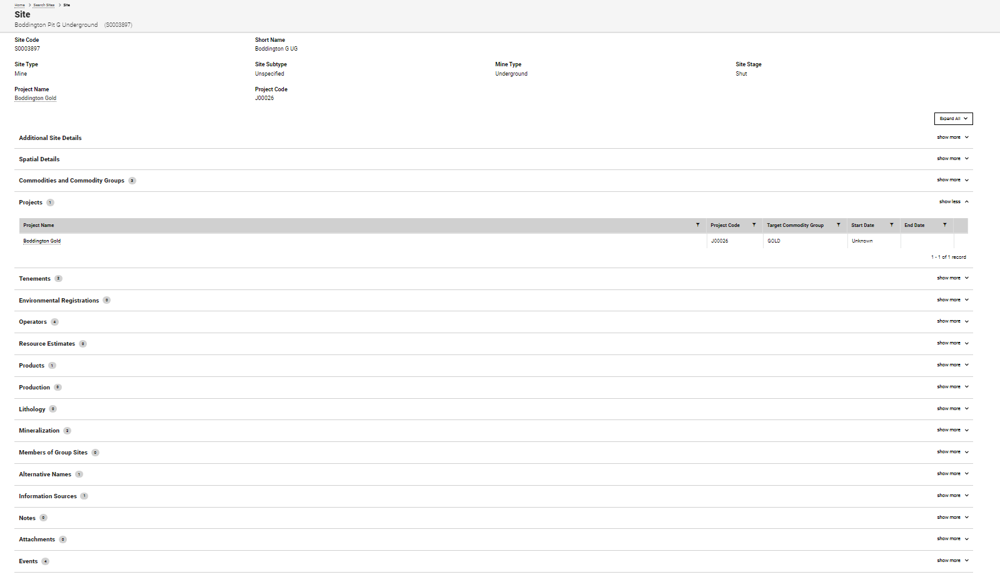 Home > Search Sites > Site
Site
Boddington Pit G Underground (S0003897)
Site Code Short Name
S0003897 Boddington G UG
Site Type Site Subtype Mine Type Site Stage
Mine Unspecified Underground Shut
Project Name Project Code
Boddington Gold J00026
Expand All
Additional Site Details show more
Spatial Details show more
Commodities and Commodity Groups 3 show more
Projects 1 show less
Project Name Project Code Target Commodity Group Start Date End Date
Boddington Gold J00026 GOLD Unknown
1 - 1 of 1 record
Tenements 2 show more
Environmental Registrations 0 show more
Operators 4 show more
Resource Estimates 0 show more
Products 1 show more
Production 0 show more
Lithology 0 show more
Mineralization 2 show more
Members of Group Sites 0 show more
Alternative Names 1 show more
Information Sources 1 show more
Notes 0 show more
Attachments 0 show more
Events 4 show more